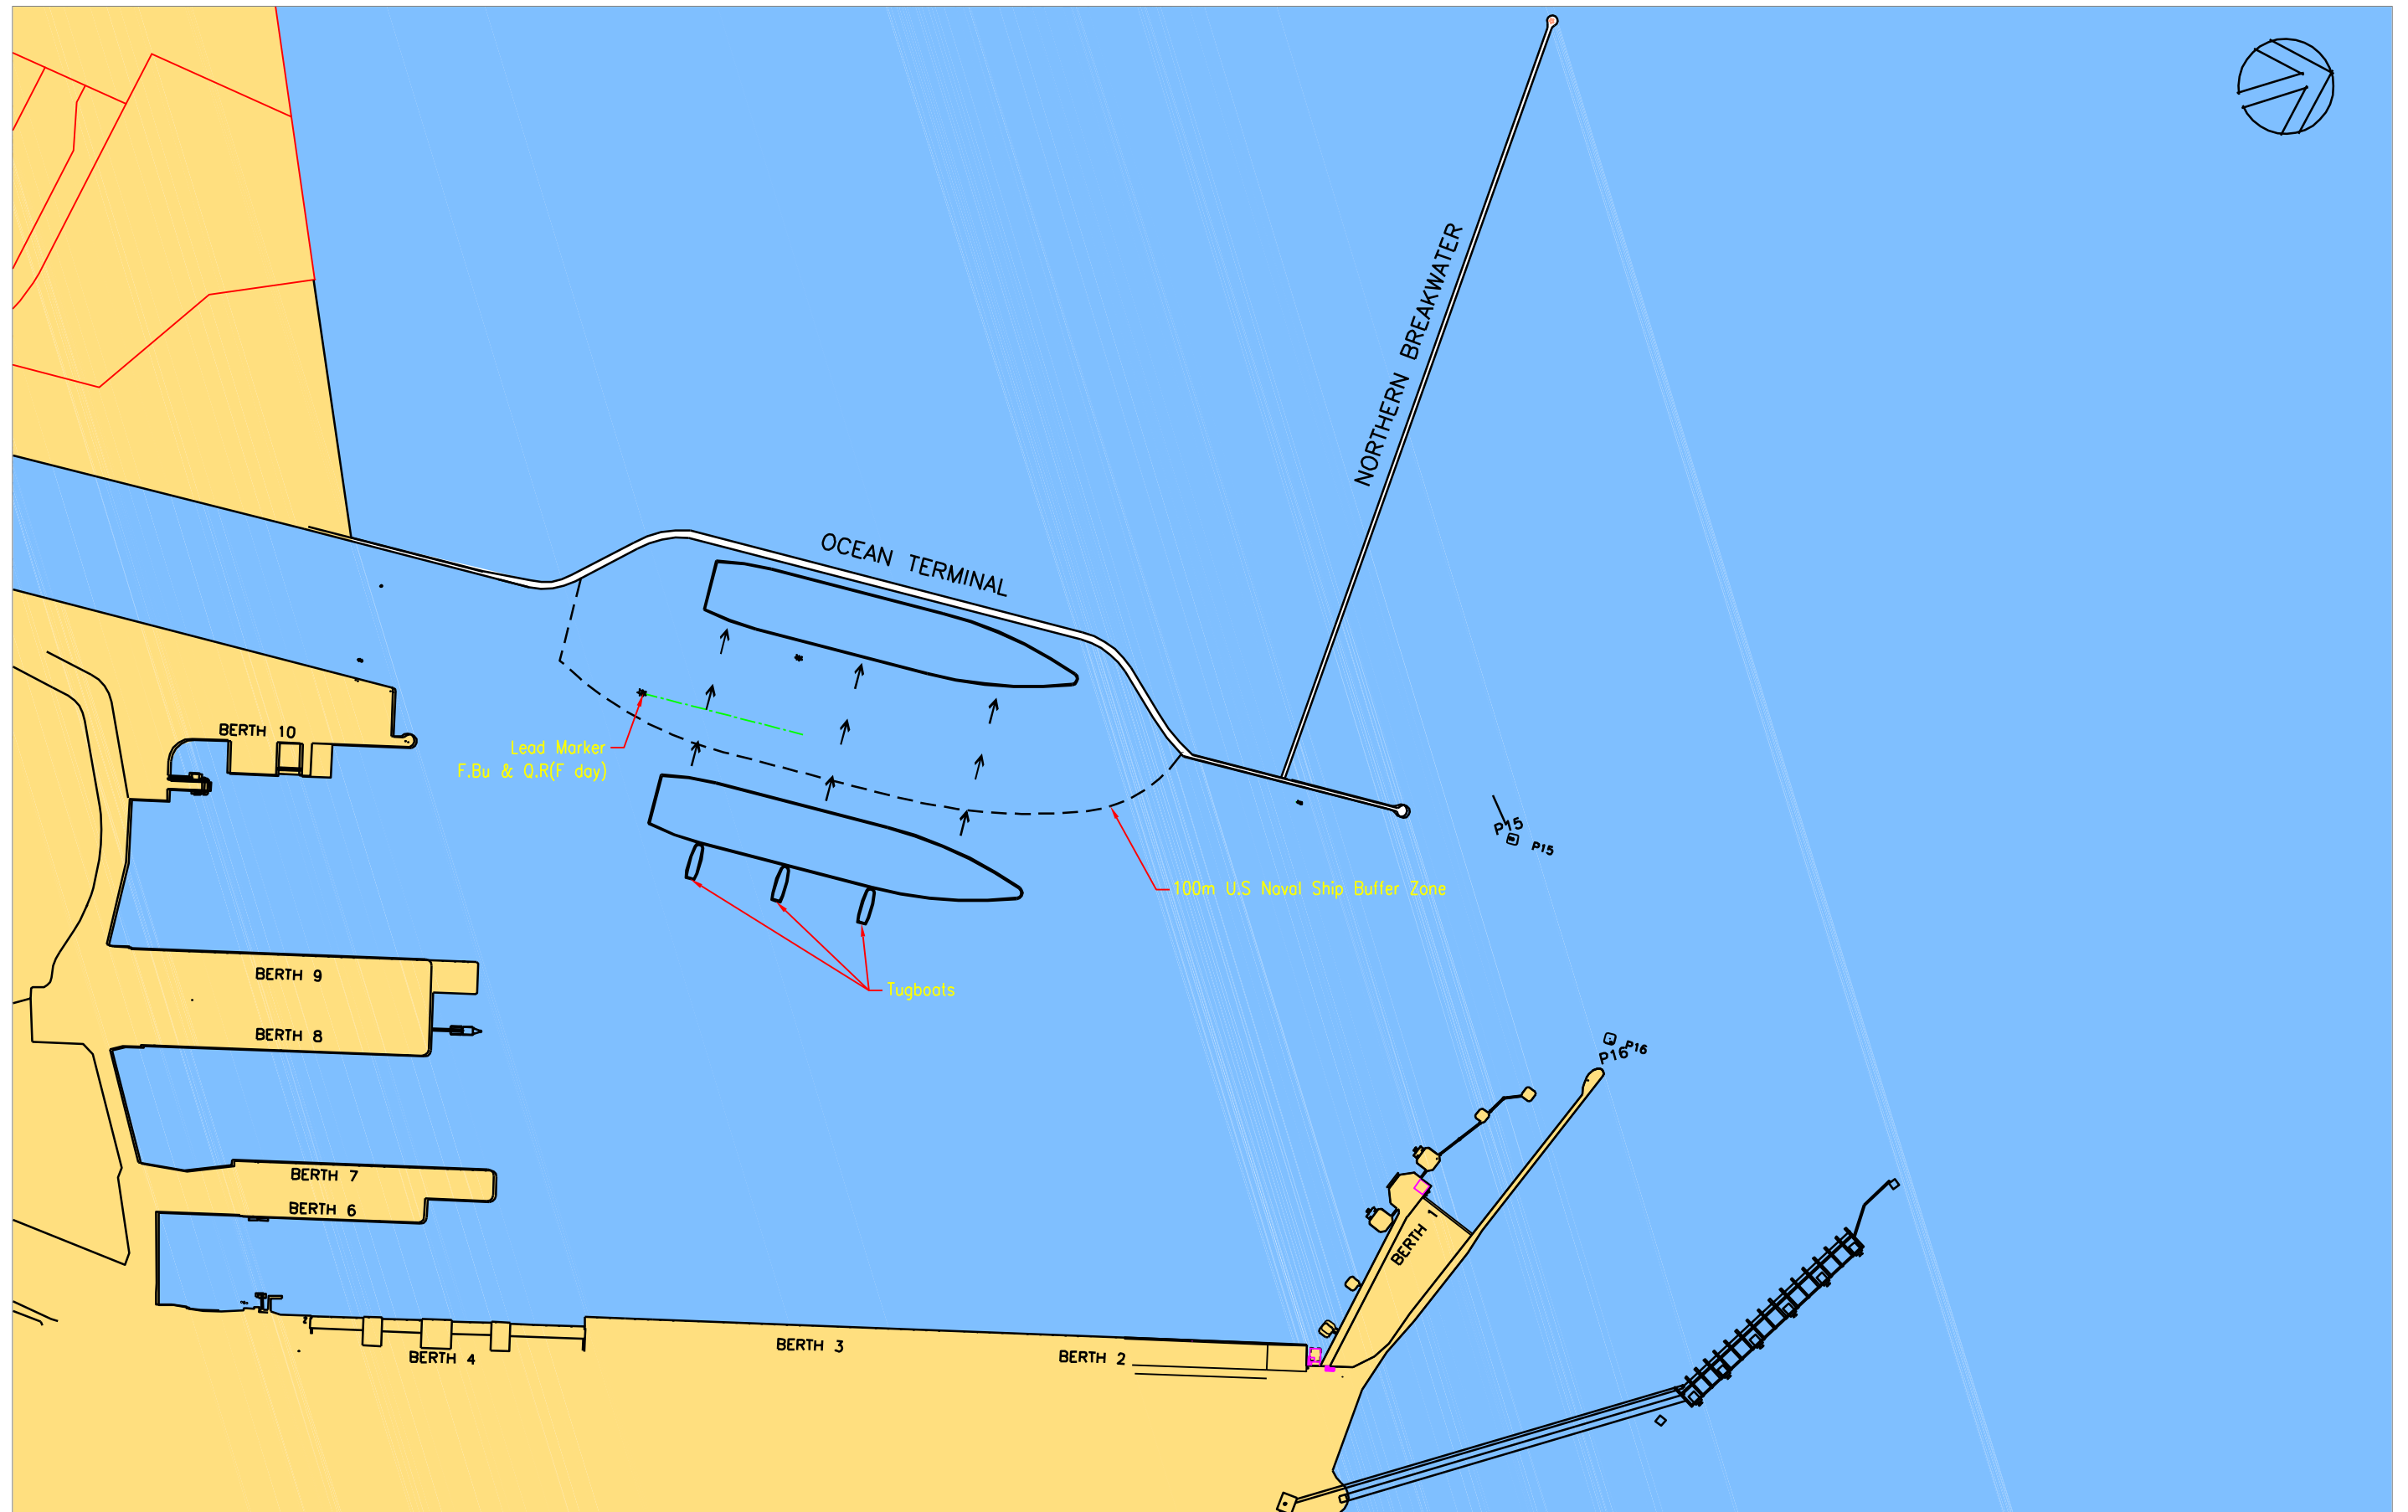 NORTHERN BREAKWATER
OCEAN TERMINAL
BERTH 10
Lead Marker
F.Bu & Q.R(F day)
P15
P15
100m U.S Naval Ship Buffer Zone
BERTH 9
Tugboats
BERTH 8
P16
P16
BERTH 7
BERTH 6
BERTH 1
BERTH 4
BERTH 3
BERTH 2